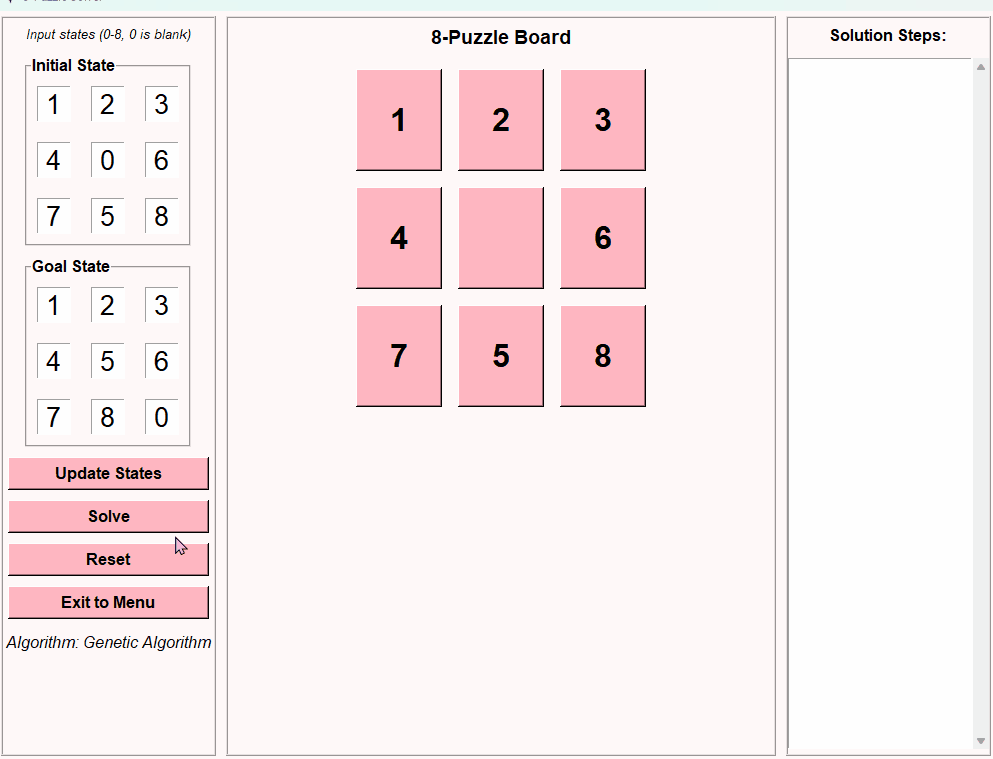 Input states (0-8, 0 is blank)
Initial State
1 2 3
4 0 6
7 5 8
Goal State
1 2 3
4 5 6
7 8 0
Update States
Solve
Reset
Exit to Menu
Algorithm: Genetic Algorithm
8-Puzzle Board
1 2 3
4 6
7 5 8
Solution Steps: